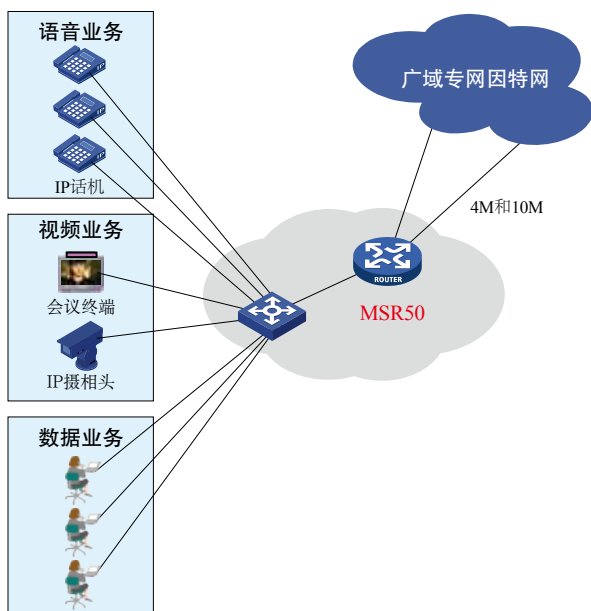 语音业务
IP话机
视频业务
会议终端
IP摄相头
数据业务
广域专网因特网
4M和10M
ROUTER
MSR50